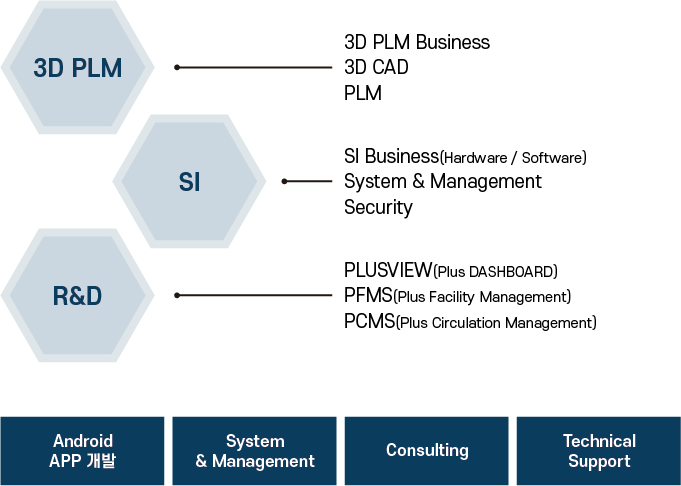 3D PLM
3D PLM Business
3D CAD
PLM
SI
SI Business(Hardware / Software)
System & Management
Security
R&D
PLUSVIEW(Plus DASHBOARD)
PFMS(Plus Facility Management)
PCMS(Plus Circulation Management)
Android
APP 개발
System
& Management
Consulting
Technical
Support